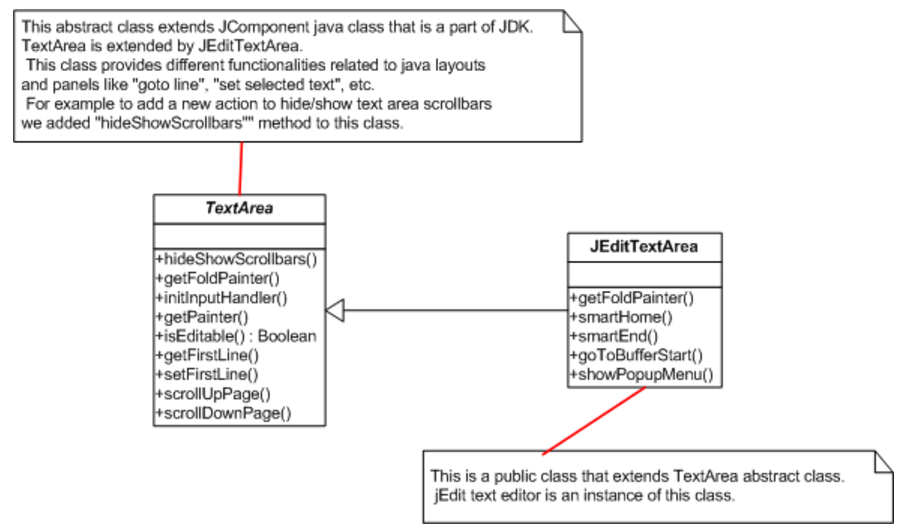 This abstract class extends JComponent java class that is a part of JDK.
TextArea is extended by JEditTextArea.
This class provides different functionalities related to java layouts
and panels like "goto line", "set selected text", etc.
For example to add a new action to hide/show text area scrollbars
we added "hideShowScrollbars"" method to this class.
TextArea
+hideShowScrollbars()
+getFoldPainter()
+initInputHandler()
+getPainter()
+isEditable() : Boolean
+getFirstLine()
+setFirstLine()
+scrollUpPage()
+scrollDownPage()
JEditTextArea
+getFoldPainter()
+smartHome()
+smartEnd()
+goToBufferStart()
+showPopupMenu()
This is a public class that extends TextArea abstract class.
jEdit text editor is an instance of this class.